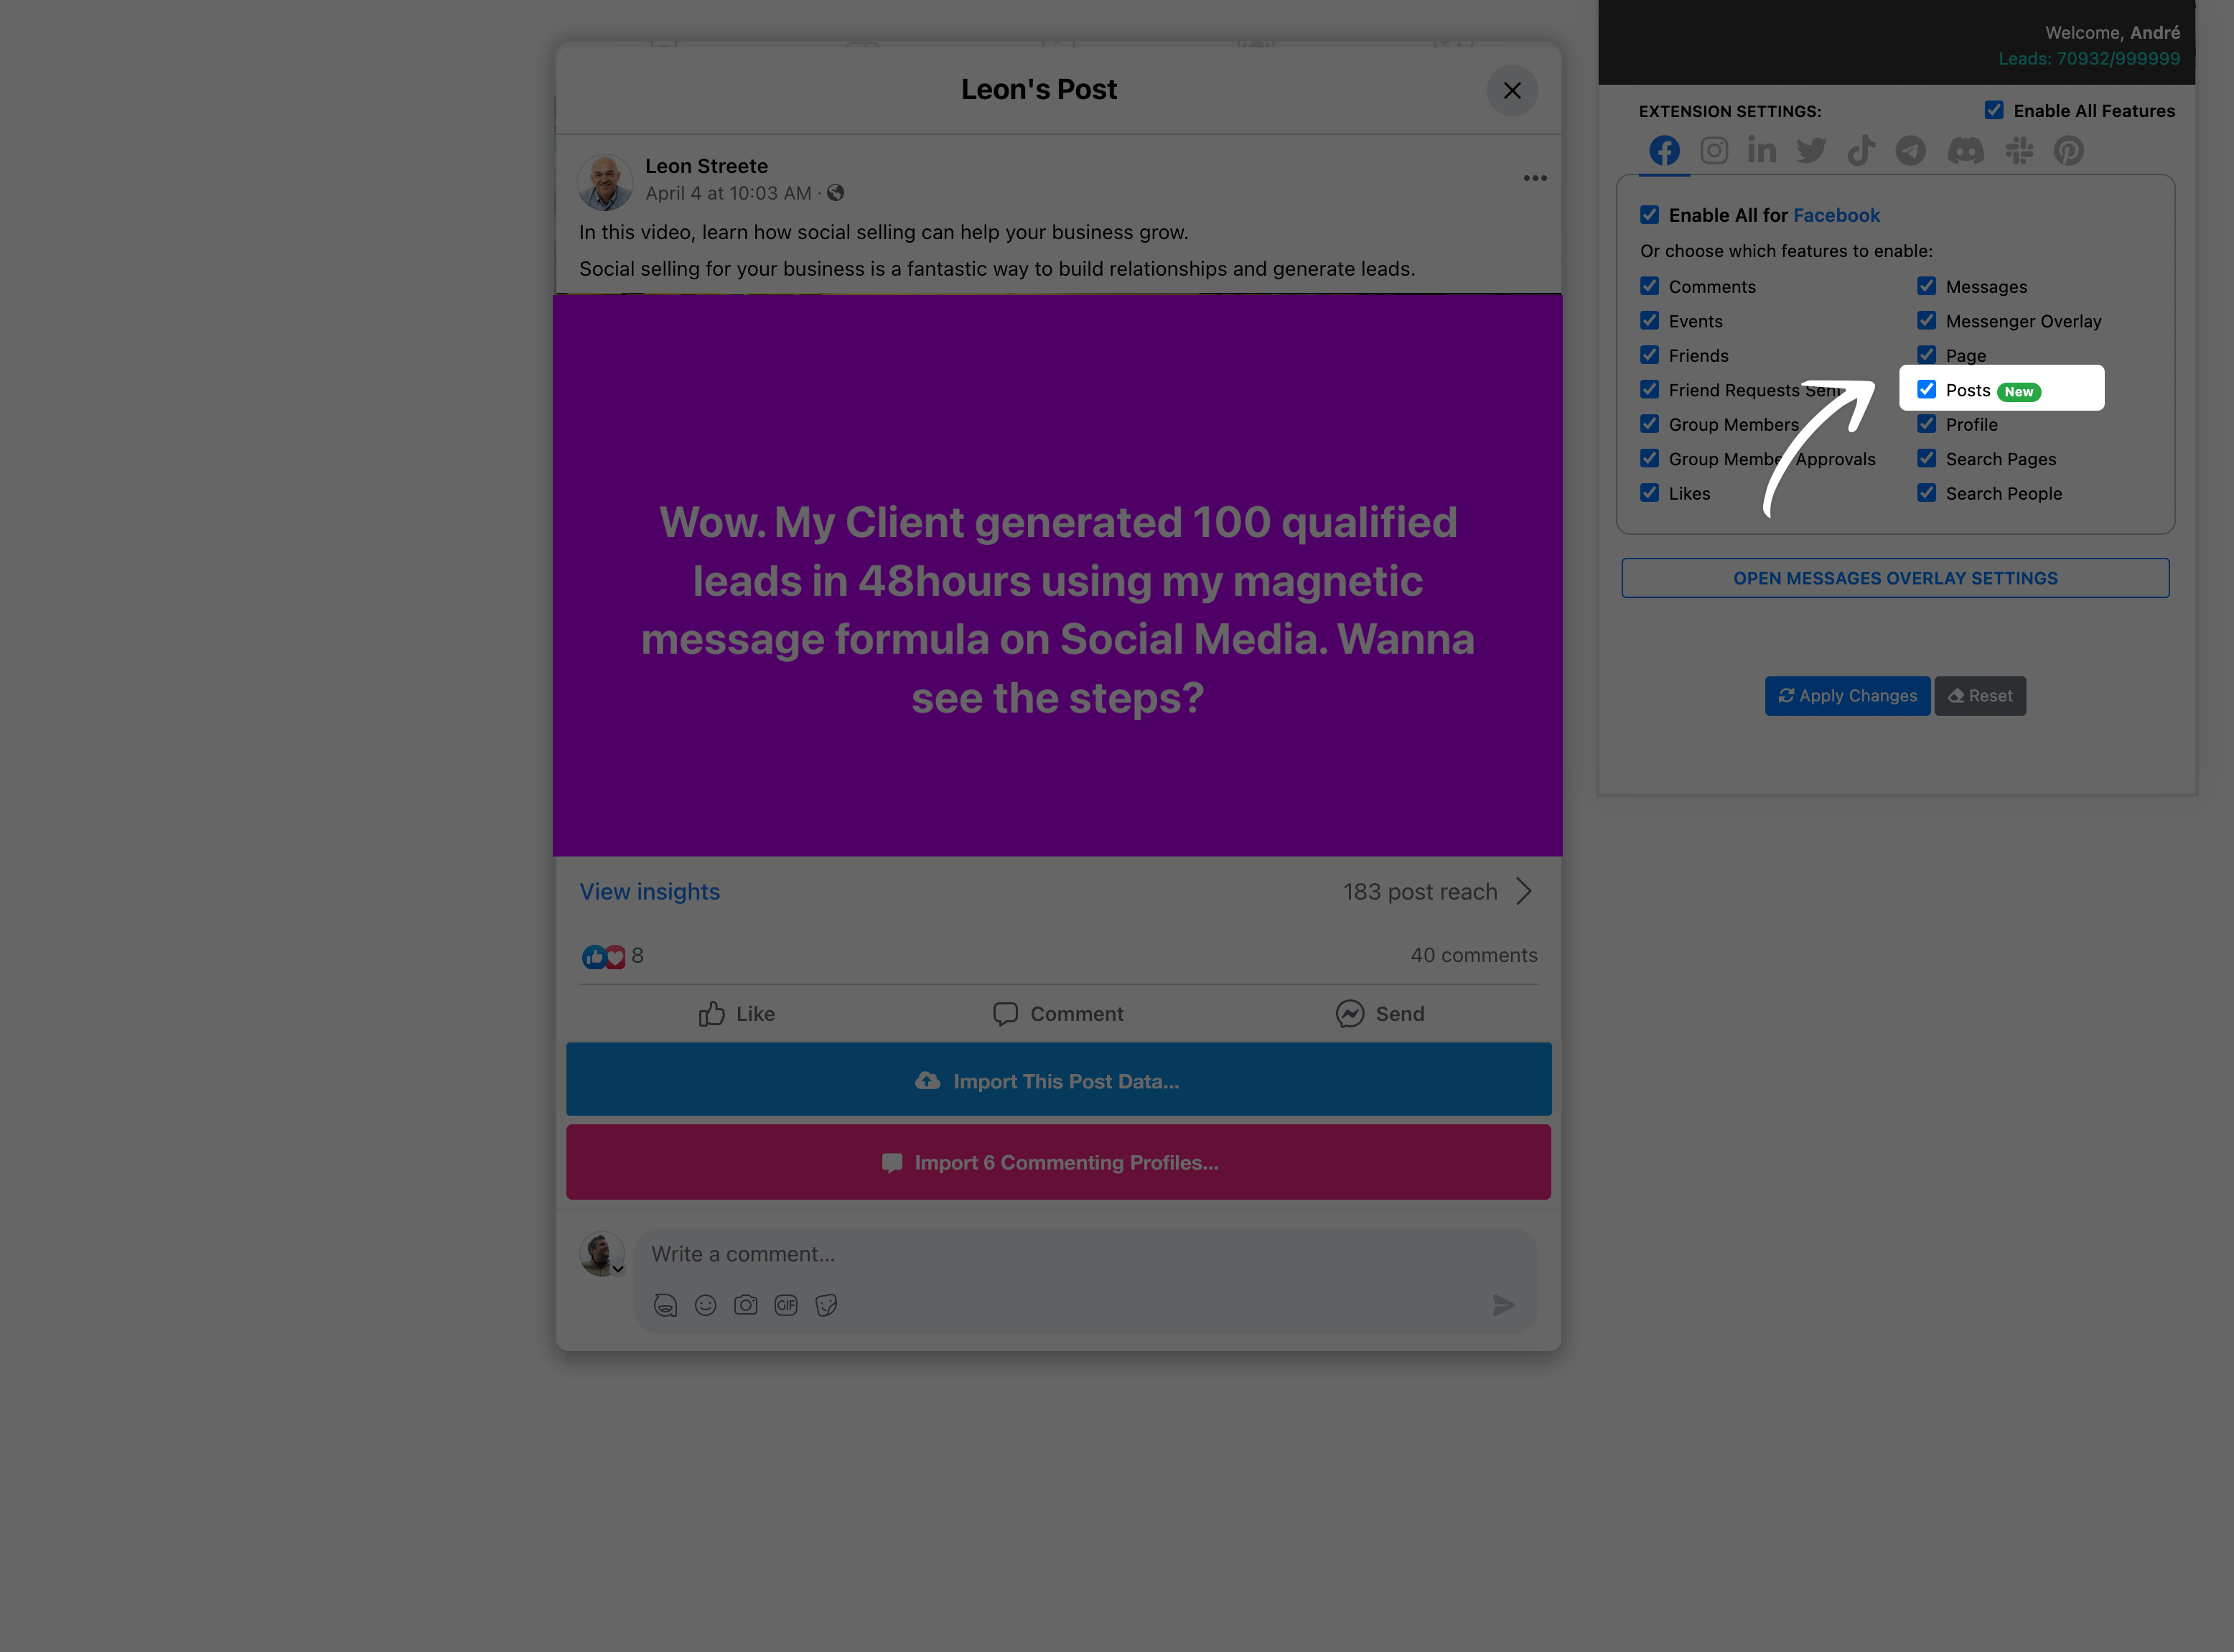 Leon's Post
Leon Streete
April 4 at 10:03 AM ·
In this video, learn how social selling can help your business grow.
Social selling for your business is a fantastic way to build relationships and generate leads.
Wow. My Client generated 100 qualified
leads in 48hours using my magnetic
message formula on Social Media. Wanna
see the steps?
View insights
183 post reach
8
40 comments
Like
Comment
Send
Import This Post Data...
Import 6 Commenting Profiles...
Write a comment...
GIF
Welcome, André
Leads: 70932/999999
EXTENSION SETTINGS:
Enable All Features
Enable All for Facebook
Or choose which features to enable:
Comments
Events
Friends
Friend Requests Sent
Group Members
Group Member Approvals
Likes
Messages
Messenger Overlay
Page
Posts New
Profile
Search Pages
Search People
OPEN MESSAGES OVERLAY SETTINGS
Apply Changes
Reset